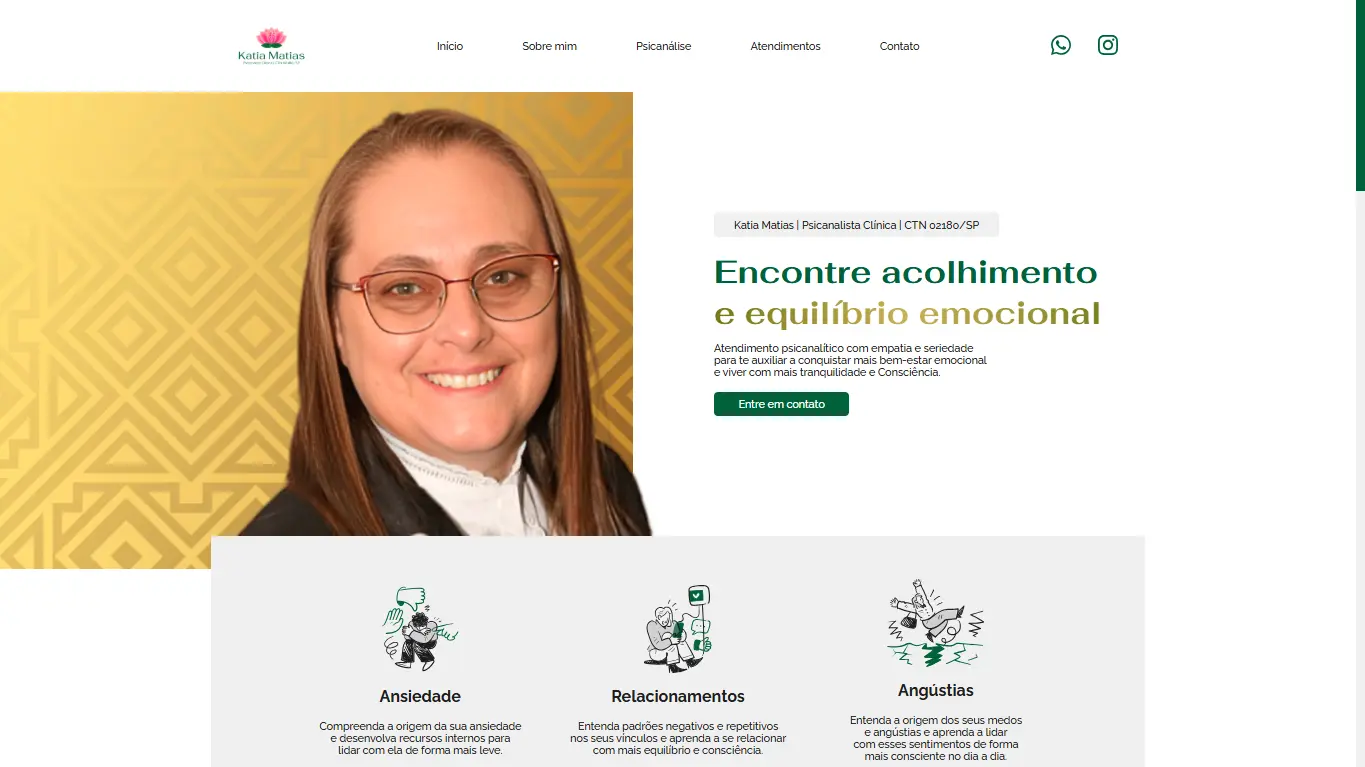 Katia Matias
Início
Sobre mim
Psicanálise
Atendimentos
Contato
Katia Matias | Psicanalista Clínica | CTN 02180/SP
Encontre acolhimento
e equilíbrio emocional
Atendimento psicanalítico com empatia e seriedade
para te auxiliar a conquistar mais bem-estar emocional
e viver com mais tranquilidade e Consciência.
Entre em contato
Ansiedade
Compreenda a origem da sua ansiedade
e desenvolva recursos internos para
lidar com ela de forma mais leve.
Relacionamentos
Entenda padrões negativos e repetitivos
nos seus vínculos e aprenda a se relacionar
com mais equilíbrio e consciência.
Angústias
Entenda a origem dos seus medos
e angústias e aprenda a lidar
com esses sentimentos de forma
mais consciente no dia a dia.